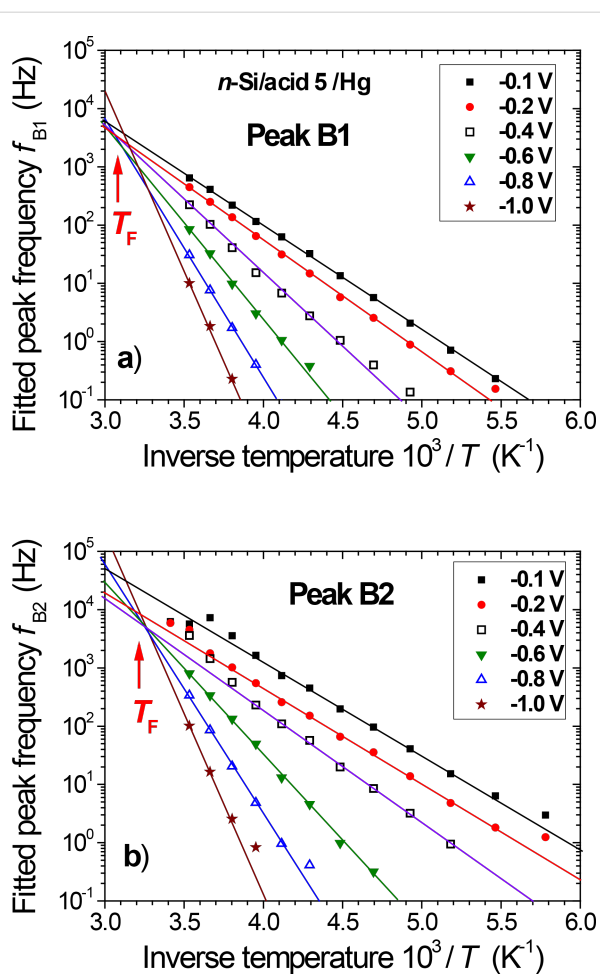 n-Si/acid 5 /Hg
Peak B1
-0.1 V
-0.2 V
-0.4 V
-0.6 V
-0.8 V
-1.0 V
T_F
a)
Fitted peak frequency f_B1 (Hz)
10^5
10^4
10^3
10^2
10^1
10^0
10^-1
3.0 3.5 4.0 4.5 5.0 5.5 6.0
Inverse temperature 10^3 / T (K^-1)
Peak B2
-0.1 V
-0.2 V
-0.4 V
-0.6 V
-0.8 V
-1.0 V
T_F
b)
Fitted peak frequency f_B2 (Hz)
10^5
10^4
10^3
10^2
10^1
10^0
10^-1
3.0 3.5 4.0 4.5 5.0 5.5 6.0
Inverse temperature 10^3 / T (K^-1)